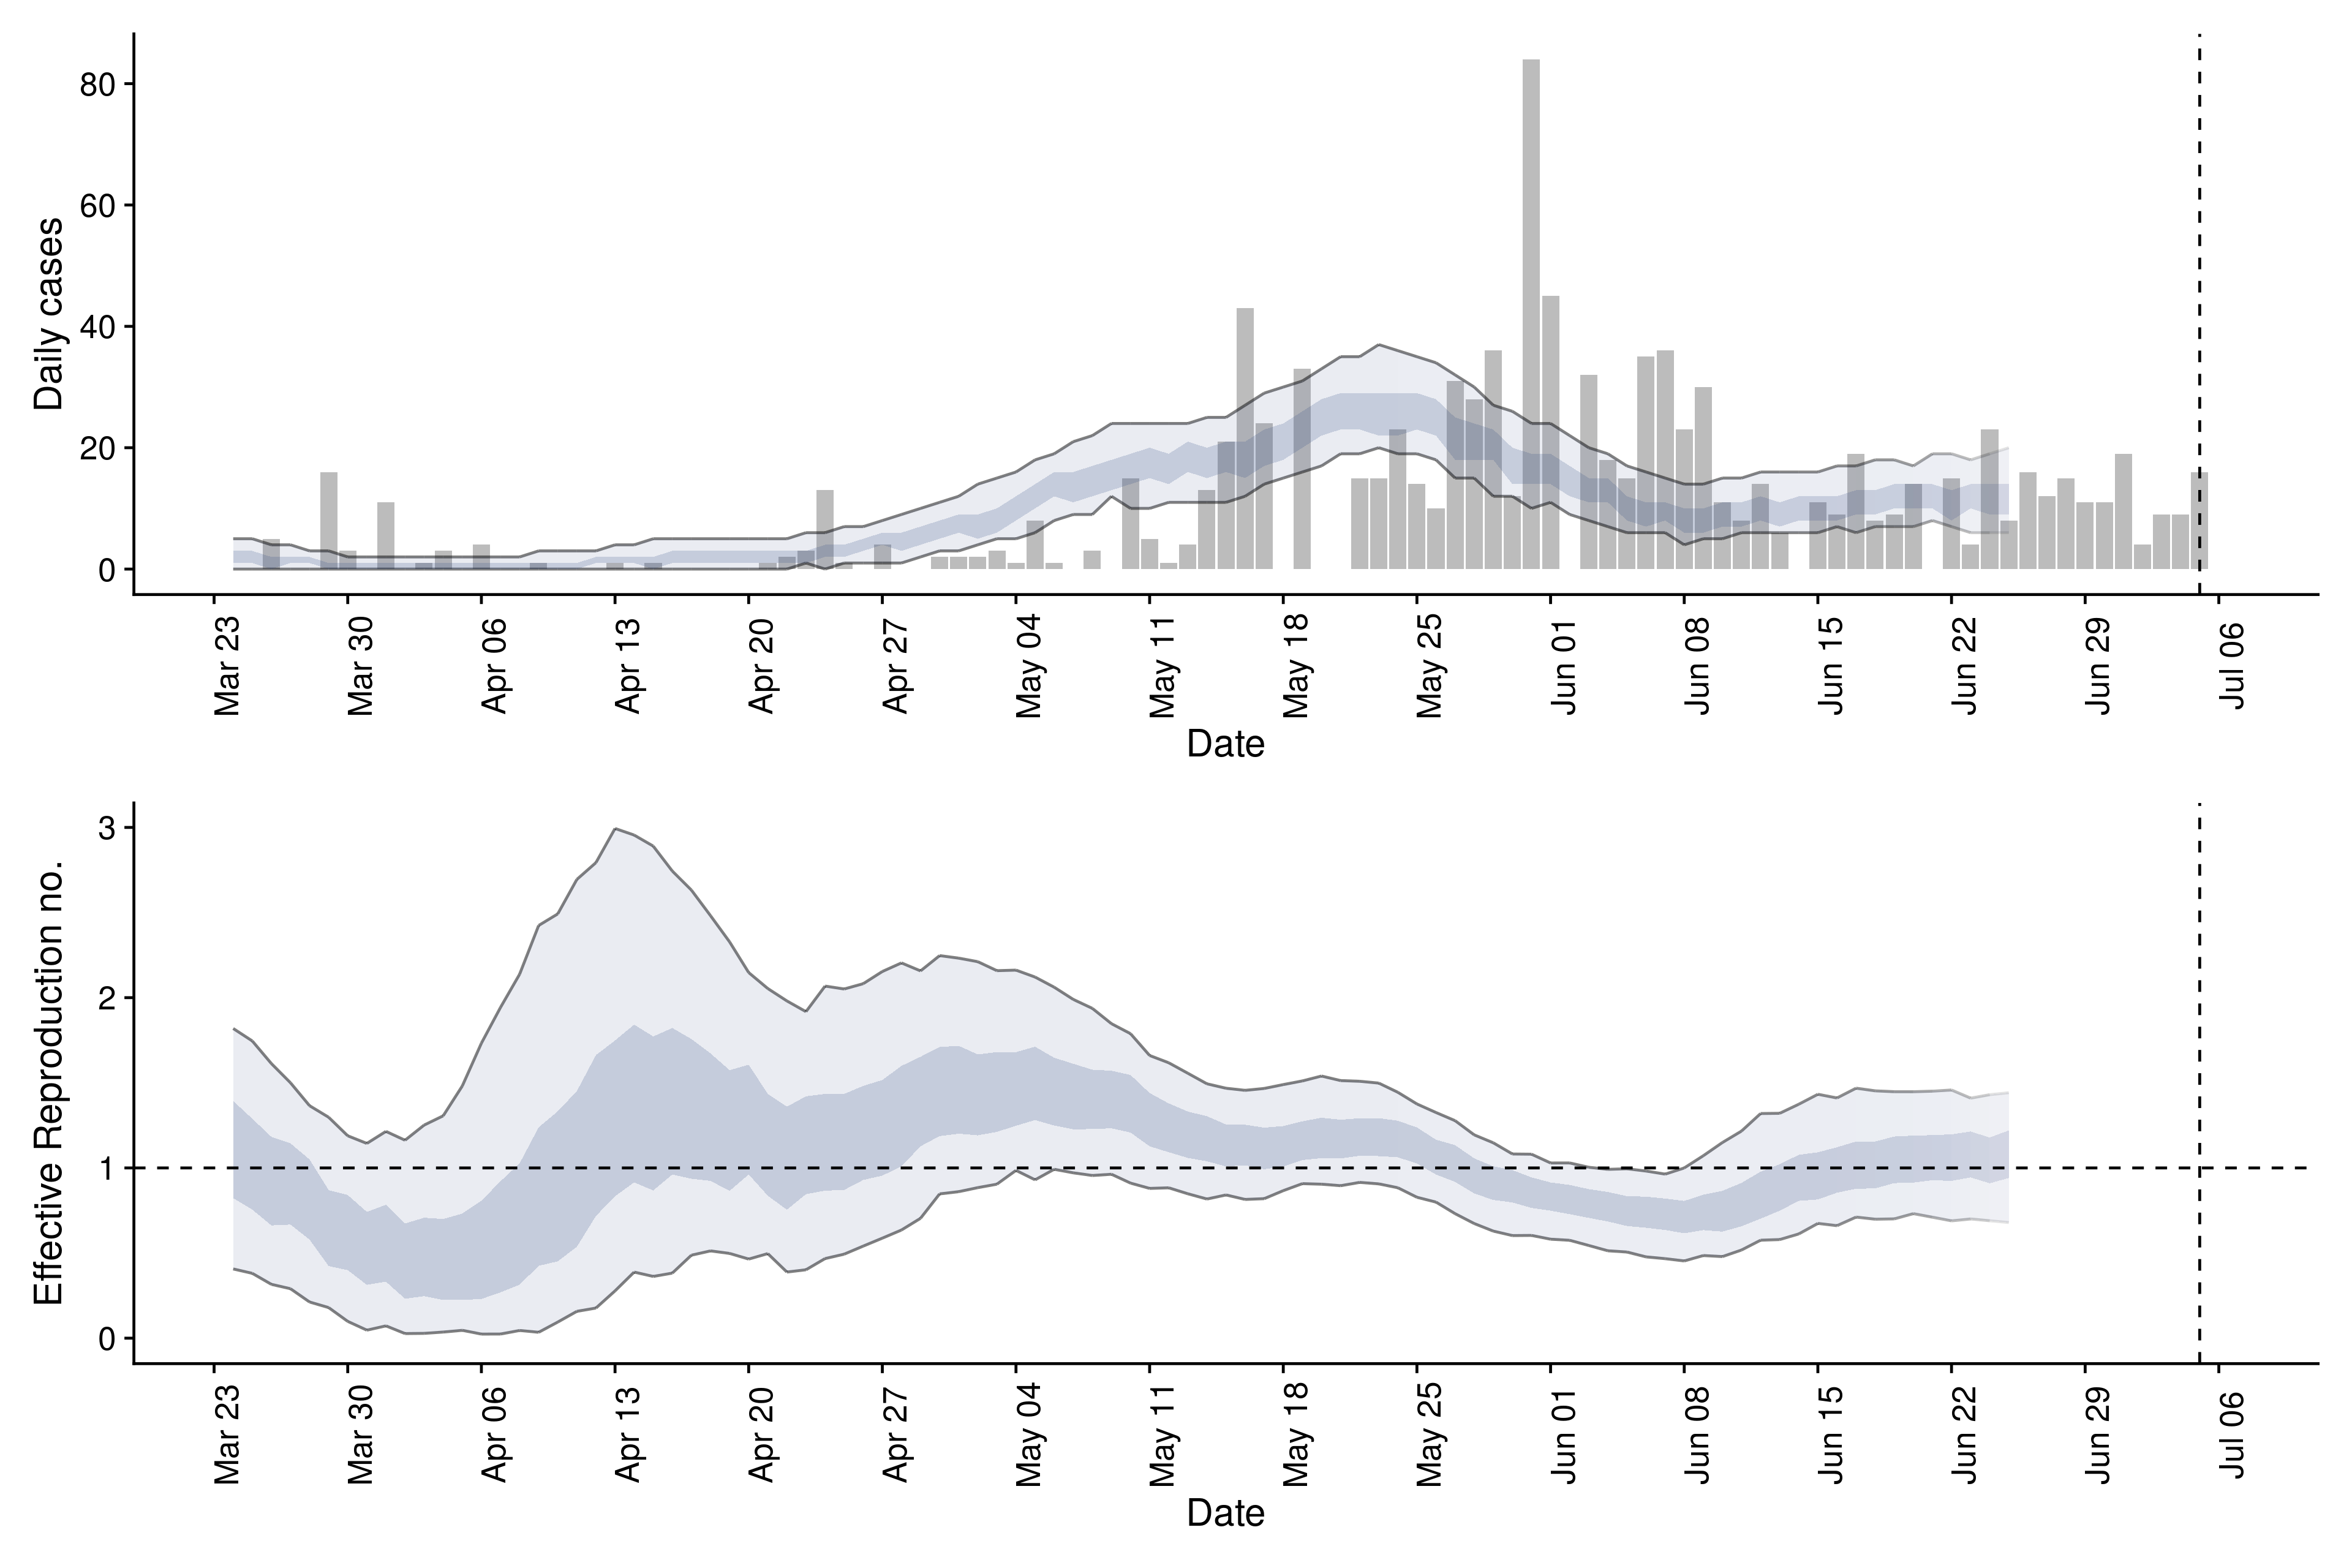 Daily cases
80
60
40
20
0
Mar 23
Mar 30
Apr 06
Apr 13
Apr 20
Apr 27
May 04
May 11
May 18
May 25
Jun 01
Jun 08
Jun 15
Jun 22
Jun 29
Jul 06
Date
Effective Reproduction no.
3
2
1
0
Mar 23
Mar 30
Apr 06
Apr 13
Apr 20
Apr 27
May 04
May 11
May 18
May 25
Jun 01
Jun 08
Jun 15
Jun 22
Jun 29
Jul 06
Date